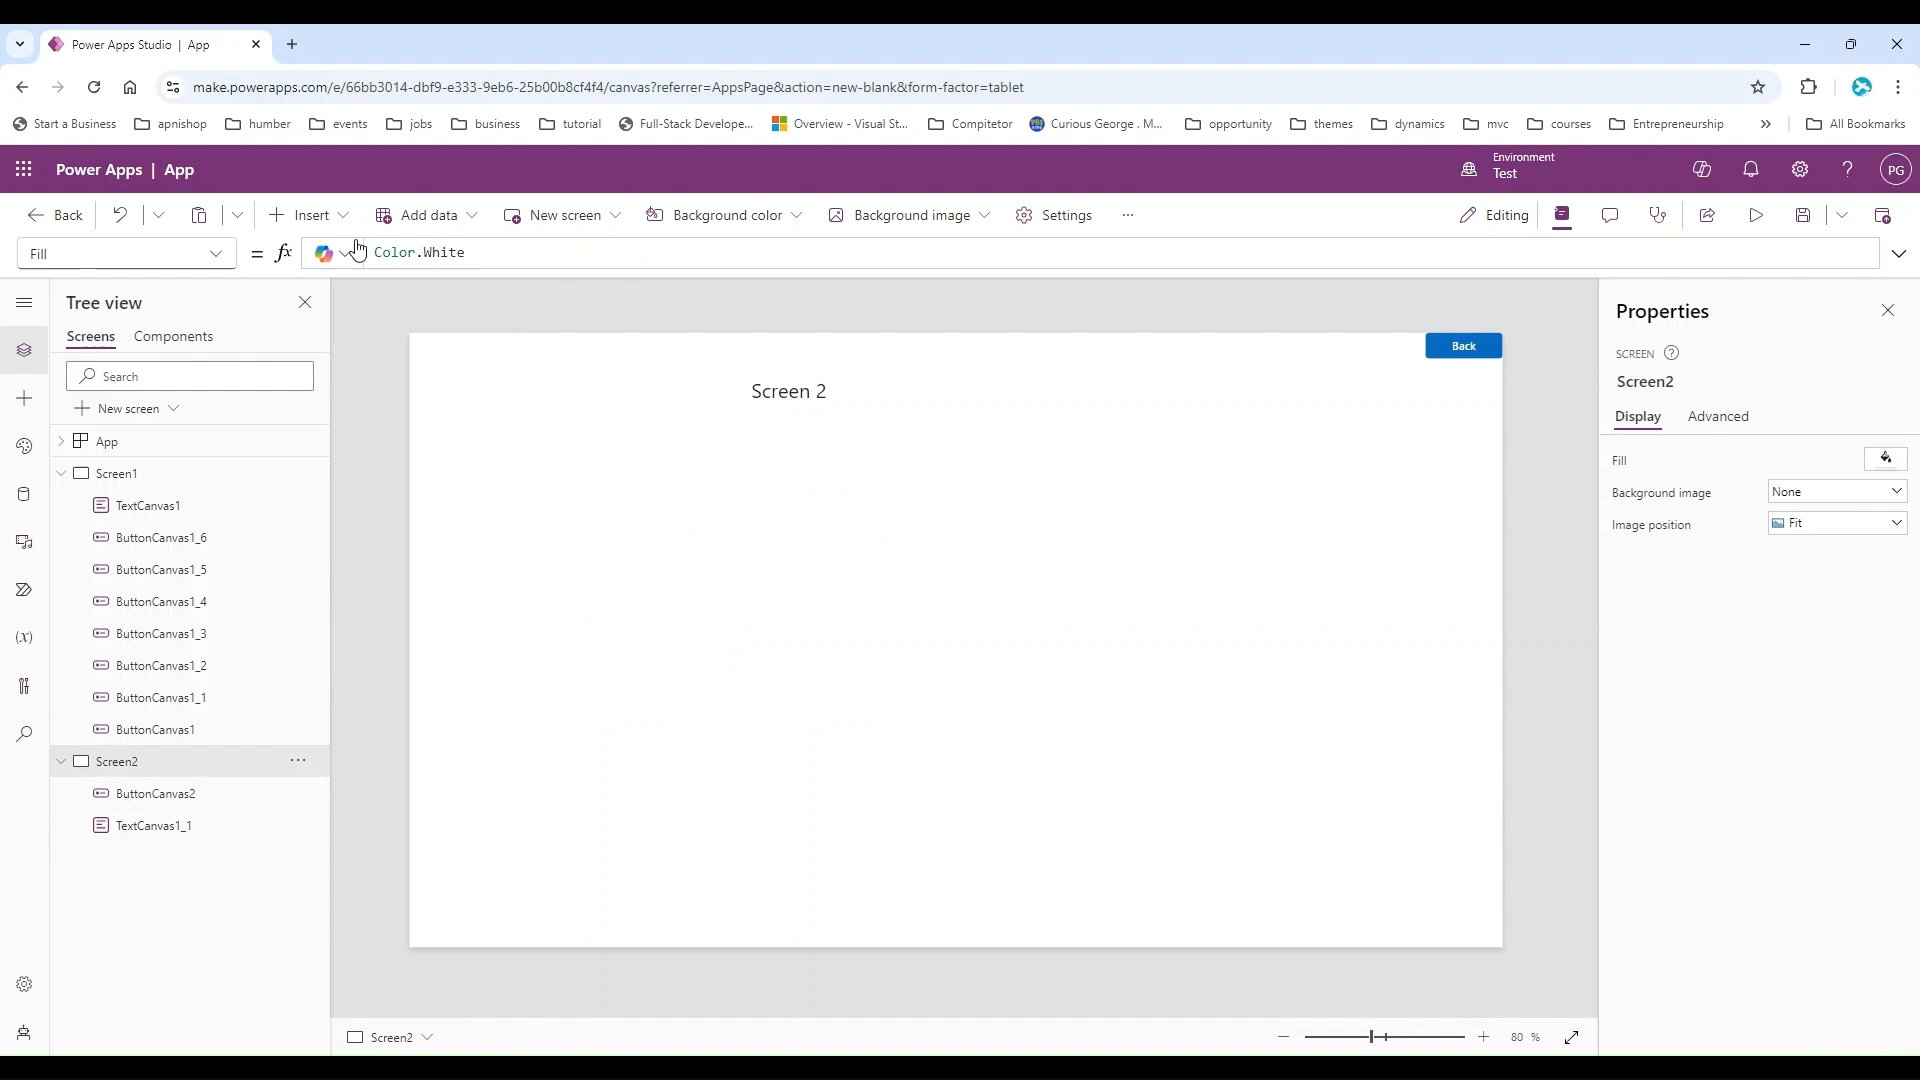 Power Apps Studio | App
make.powerapps.com/e/66bb3014-dbf9-e333-9eb6-25b00b8cf4f4/canvas?referrer=AppsPage&action=new-blank&form-factor=tablet
Start a Business apnishop humber events jobs business tutorial Full-Stack Develope... Overview - Visual St... Compitetor Curious George . M... opportunity themes dynamics mvc courses Entrepreneurship » All Bookmarks
Power Apps | App
Environment
Test
PG
Back Insert Add data New screen Background color Background image Settings ... Editing
Fill = fx Color.White
Tree view
Screens Components
Search
New screen
App
Screen1
TextCanvas1
ButtonCanvas1_6
ButtonCanvas1_5
ButtonCanvas1_4
ButtonCanvas1_3
ButtonCanvas1_2
ButtonCanvas1_1
ButtonCanvas1
Screen2
ButtonCanvas2
TextCanvas1_1
(x)
Back
Screen 2
Screen2
80 %
Properties
SCREEN ?
Screen2
Display Advanced
Fill
Background image None
Image position Fit